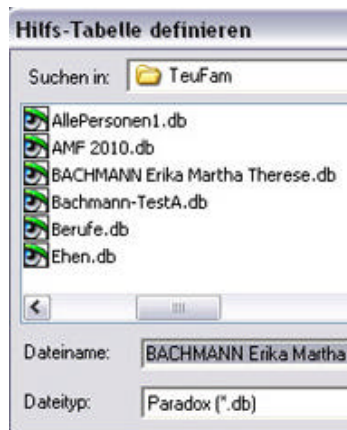 Hilfs-Tabelle definieren
Suchen in: TeuFam
AllePersonen1.db
AMF 2010.db
BACHMANN Erika Martha Therese.db
Bachmann-TestA.db
Berufe.db
Ehen.db
Dateiname: BACHMANN Erika Martha
Dateityp: Paradox (*.db)